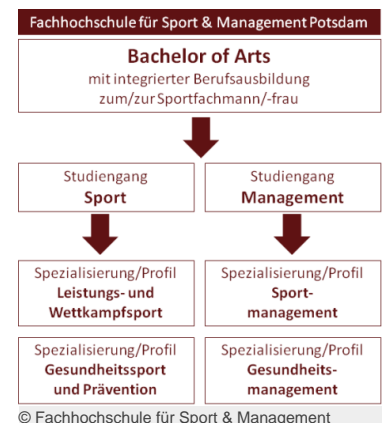 Fachhochschule für Sport & Management Potsdam
Bachelor of Arts
mit integrierter Berufsausbildung
zum/zur Sportfachmann/-frau
Studiengang
Sport
Studiengang
Management
Spezialisierung/Profil
Leistungs- und
Wettkampfsport
Spezialisierung/Profil
Sport-
management
Spezialisierung/Profil
Gesundheitssport
und Prävention
Spezialisierung/Profil
Gesundheits-
management
© Fachhochschule für Sport & Management